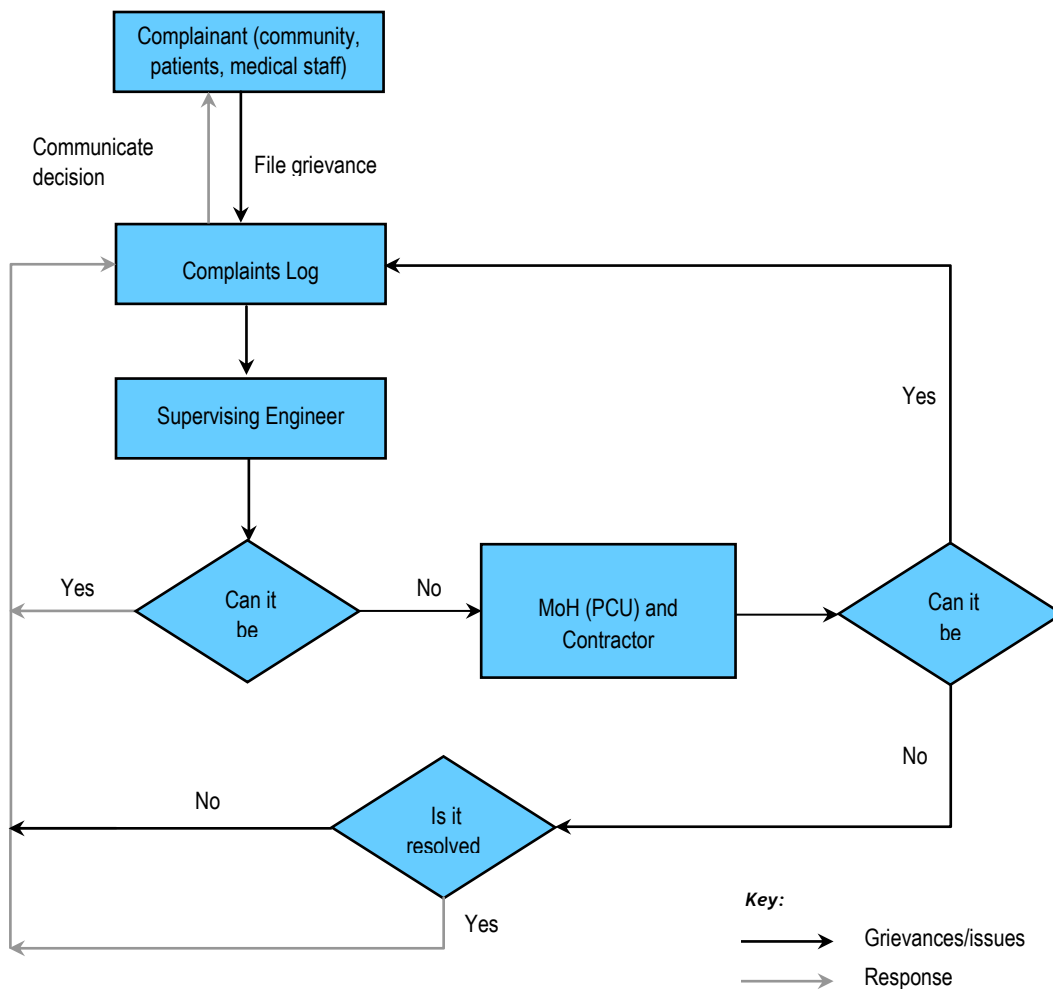 Complainant (community,
patients, medical staff)
Communicate
decision
File grievance
Complaints Log
Supervising Engineer
Yes
Yes
Can it
be
No
MoH (PCU) and
Contractor
Can it
be
No
No
Is it
resolved
Yes
Key:
Grievances/issues
Response